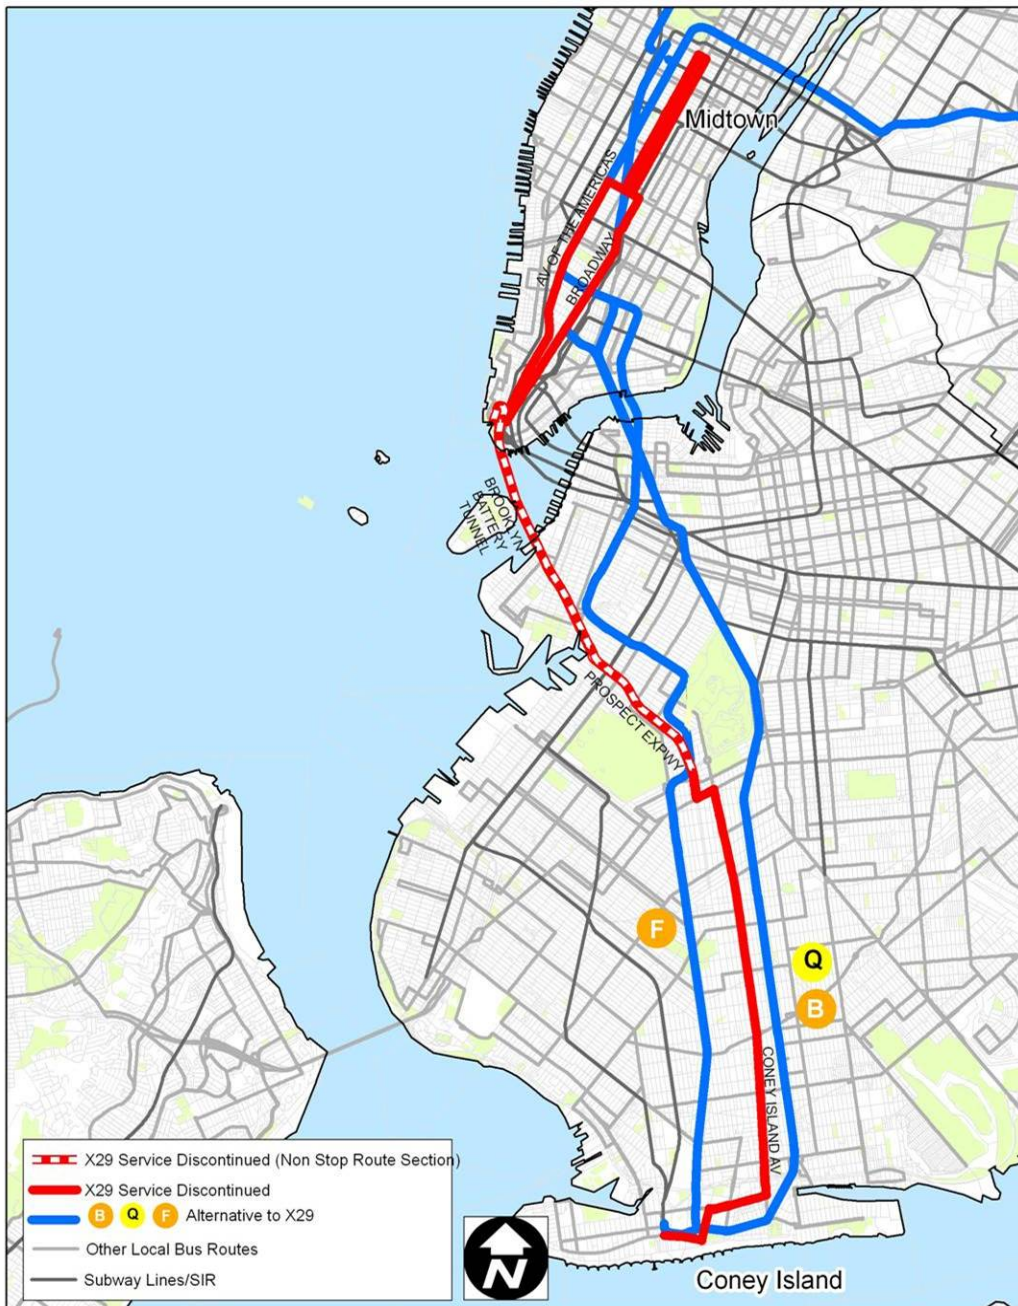 Midtown
AV OF THE AMERICAS
BROADWAY
BROOKLYN
BATTERY
TUNNEL
PROSPECT EXPWY
F
Q
B
CONEY ISLAND AV
X29 Service Discontinued (Non Stop Route Section)
X29 Service Discontinued
B Q F Alternative to X29
Other Local Bus Routes
Subway Lines/SIR
N
Coney Island